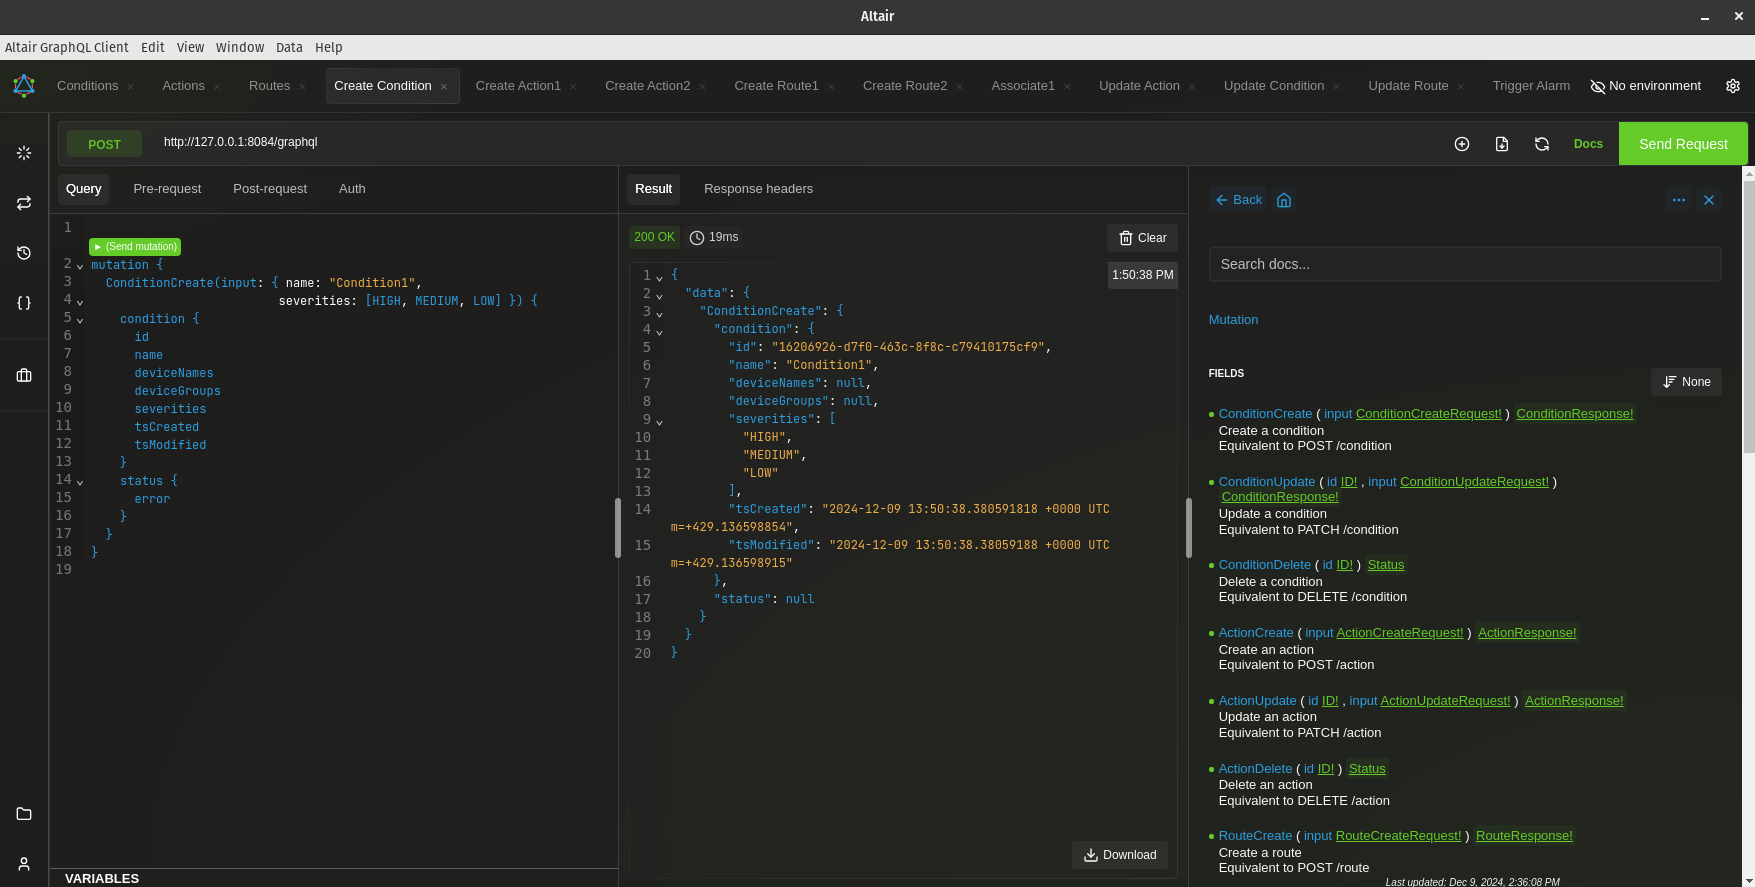 Altair
Altair GraphQL Client Edit View Window Data Help
Conditions × Actions × Routes × Create Condition × Create Action1 × Create Action2 × Create Route1 × Create Route2 × Associate1 × Update Action × Update Condition × Update Route × Trigger Alarm No environment
POST http://127.0.0.1:8084/graphql Docs Send Request
Query Pre-request Post-request Auth
1
(Send mutation)
2 mutation {
3 ConditionCreate(input: { name: "Condition1",
4 severities: [HIGH, MEDIUM, LOW] }) {
5 condition {
6 id
7 name
8 deviceNames
9 deviceGroups
10 severities
11 tsCreated
12 tsModified
13 }
14 status {
15 error
16 }
17 }
18 }
19
VARIABLES
Result Response headers
200 OK 19ms Clear
1:50:38 PM
1 {
2 "data": {
3 "ConditionCreate": {
4 "condition": {
5 "id": "16206926-d7f0-463c-8f8c-c79410175cf9",
6 "name": "Condition1",
7 "deviceNames": null,
8 "deviceGroups": null,
9 "severities": [
10 "HIGH",
11 "MEDIUM",
12 "LOW"
13 ],
14 "tsCreated": "2024-12-09 13:50:38.380591818 +0000 UTC
m=+429.136598854",
15 "tsModified": "2024-12-09 13:50:38.38059188 +0000 UTC
m=+429.136598915"
16 },
17 "status": null
18 }
19 }
20 }
Download
Back
Search docs...
Mutation
FIELDS
None
ConditionCreate ( input ConditionCreateRequest! ) ConditionResponse!
Create a condition
Equivalent to POST /condition
ConditionUpdate ( id ID! , input ConditionUpdateRequest! )
ConditionResponse!
Update a condition
Equivalent to PATCH /condition
ConditionDelete ( id ID! ) Status
Delete a condition
Equivalent to DELETE /condition
ActionCreate ( input ActionCreateRequest! ) ActionResponse!
Create an action
Equivalent to POST /action
ActionUpdate ( id ID! , input ActionUpdateRequest! ) ActionResponse!
Update an action
Equivalent to PATCH /action
ActionDelete ( id ID! ) Status
Delete an action
Equivalent to DELETE /action
RouteCreate ( input RouteCreateRequest! ) RouteResponse!
Create a route
Equivalent to POST /route
Last updated: Dec 9, 2024, 2:36:08 PM